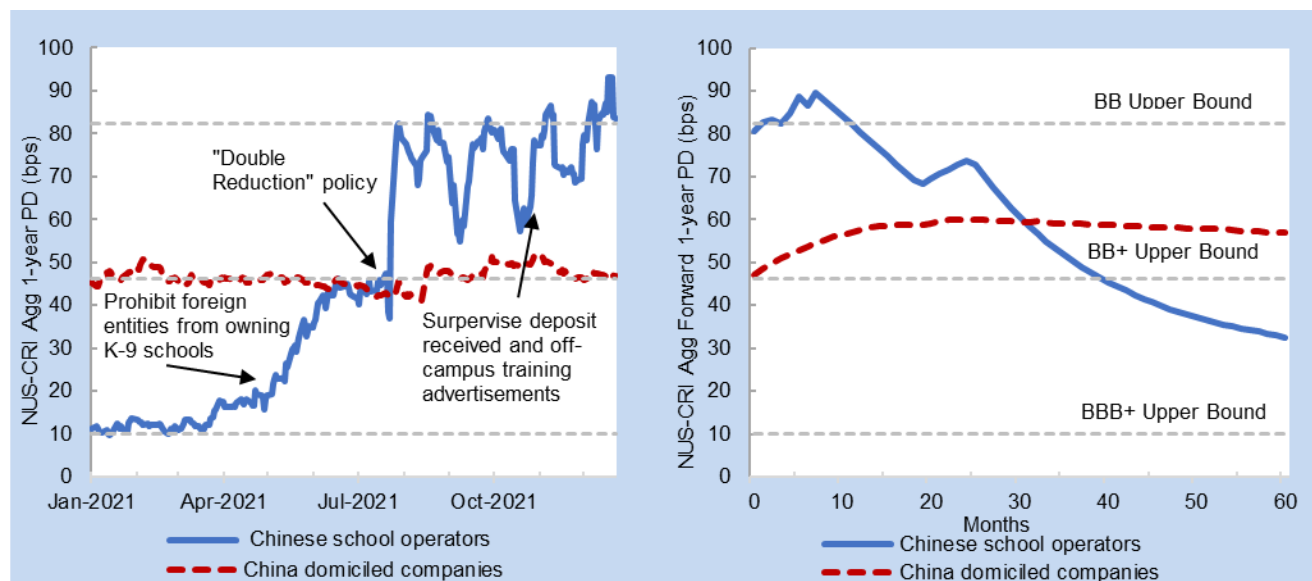 NUS-CRI Agg 1-year PD (bps)
100
90
80
70
60
50
40
30
20
10
0
"Double
Reduction" policy
Prohibit foreign
entities from owning
K-9 schools
Surpervise deposit
received and off-
campus training
advertisements
Jan-2021
Apr-2021
Jul-2021
Oct-2021
Chinese school operators
China domiciled companies
NUS-CRI Agg Forward 1-year PD (bps)
100
90
80
70
60
50
40
30
20
10
0
BB Upper Bound
BB+ Upper Bound
BBB+ Upper Bound
0
10
20
30
40
50
60
Months
Chinese school operators
China domiciled companies